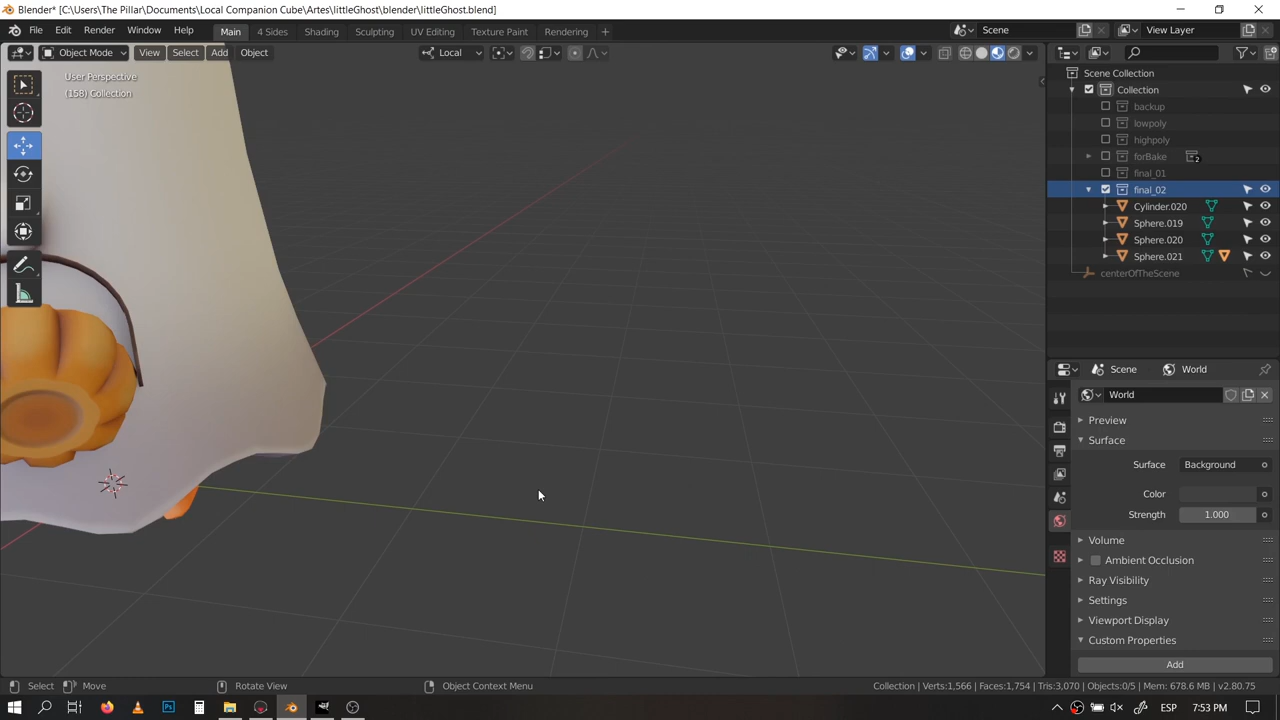 Blender* [C:\Users\The Pillar\Documents\Local Companion Cube\Artes\littleGhost\blender\littleGhost.blend]
File Edit Render Window Help Main 4 Sides Shading Sculpting UV Editing Texture Paint Rendering + Scene View Layer
Object Mode View Select Add Object Local
User Perspective
(158) Collection
Scene Collection
Collection
backup
lowpoly
highpoly
forBake 2
final_01
final_02
Cylinder.020
Sphere.019
Sphere.020
Sphere.021
centerOfTheScene
Scene World
World
Preview
Surface
Surface Background
Color
Strength 1.000
Volume
Ambient Occlusion
Ray Visibility
Settings
Viewport Display
Custom Properties
Add
Select Move Rotate View Object Context Menu Collection | Verts:1,566 | Faces:1,754 | Tris:3,070 | Objects:0/5 | Mem: 678.6 MB | v2.80.75
ESP 7:53 PM